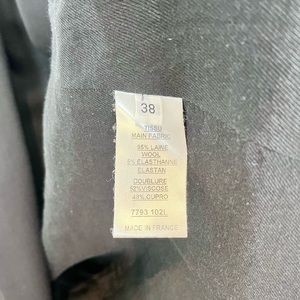 38
TISSU
MAIN FABRIC
95% LAINE
WOOL
5% ELASTHANNE
ELASTAN
DOUBLURE
52%VISCOSE
48% CUPRO
7793 102L
MADE IN FRANCE